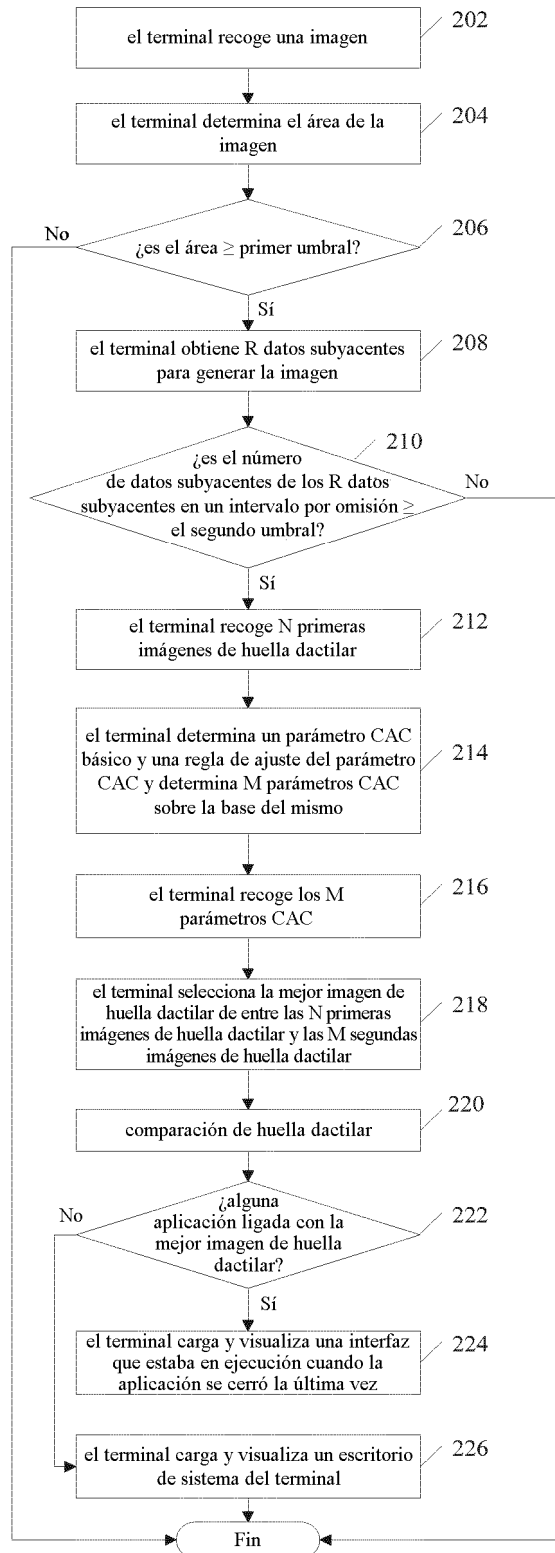 el terminal recoge una imagen
202
el terminal determina el área de la
imagen
204
¿es el área ≥ primer umbral?
206
No
Sí
el terminal obtiene R datos subyacentes
para generar la imagen
208
210
¿es el número
de datos subyacentes de los R datos
subyacentes en un intervalo por omisión ≥
el segundo umbral?
No
Sí
el terminal recoge N primeras
imágenes de huella dactilar
212
el terminal determina un parámetro CAC
básico y una regla de ajuste del parámetro
CAC y determina M parámetros CAC
sobre la base del mismo
214
el terminal recoge los M
parámetros CAC
216
el terminal selecciona la mejor imagen de
huella dactilar de entre las N primeras
imágenes de huella dactilar y las M segundas
imágenes de huella dactilar
218
comparación de huella dactilar
220
¿alguna
aplicación ligada con la
mejor imagen de huella
dactilar?
222
No
Sí
el terminal carga y visualiza una interfaz
que estaba en ejecución cuando la
aplicación se cerró la última vez
224
el terminal carga y visualiza un escritorio
de sistema del terminal
226
Fin